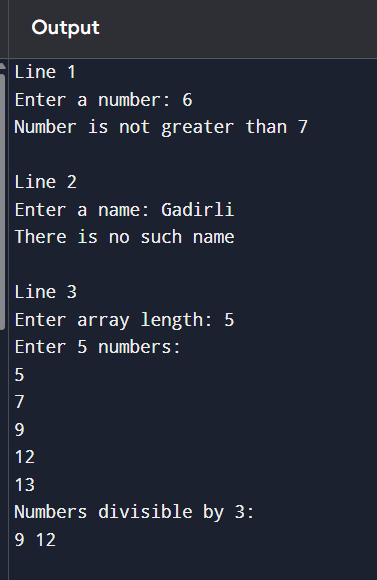 Output
Line 1
Enter a number: 6
Number is not greater than 7
Line 2
Enter a name: Gadirli
There is no such name
Line 3
Enter array length: 5
Enter 5 numbers:
5
7
9
12
13
Numbers divisible by 3:
9 12